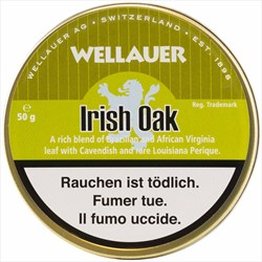 WELLAUER AG • SWITZERLAND • EST. 1898
WELLAUER
Reg. Trademark
50 g
Irish Oak
A rich blend of Brazilian and African Virginia
leaf with Cavendish and rare Louisiana Perique.
Rauchen ist tödlich.
Fumer tue.
Il fumo uccide.